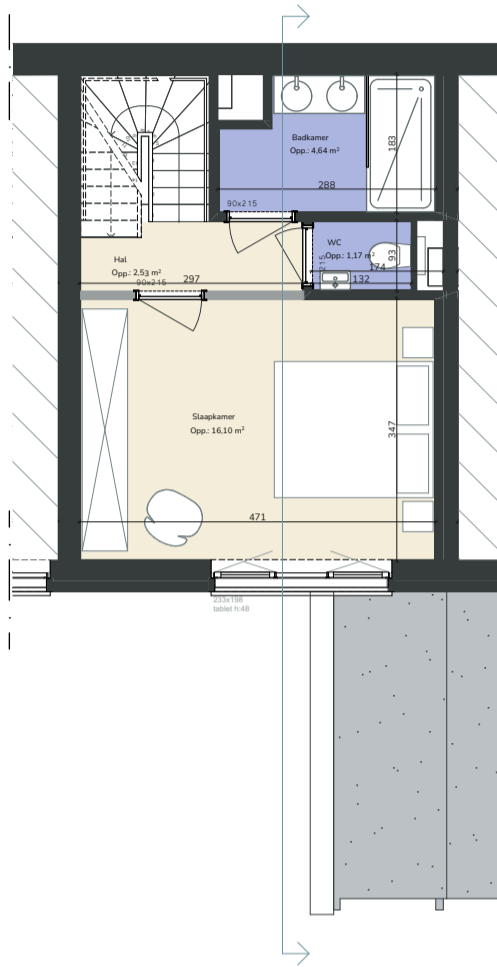 Badkamer
Opp.: 4,64 m²
183
288
90x215
WC
Opp.: 1,17 m²
93
174
132
215
Hal
Opp.: 2,53 m²
90x215
297
Slaapkamer
Opp.: 16,10 m²
347
471
233x198
tablet h:48